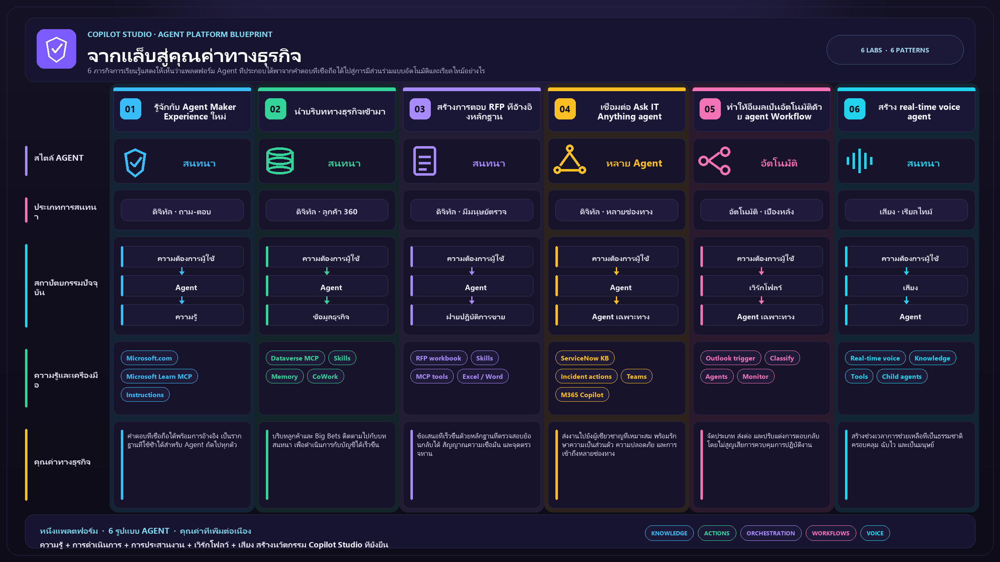 COPILOT STUDIO · AGENT PLATFORM BLUEPRINT
จากแล็บสู่คุณค่าทางธุรกิจ
6 ภารกิจการเรียนรู้แสดงให้เห็นว่าแพลตฟอร์ม Agent ที่ประกอบได้พาจากคำตอบที่เชื่อถือได้ไปสู่การมีส่วนร่วมแบบอัตโนมัติและเรียลไทม์อย่างไร
6 LABS · 6 PATTERNS
01
รู้จักกับ Agent Maker
Experience ใหม่
02
นำบริบททางธุรกิจเข้ามา
03
สร้างการตอบ RFP ที่อ้างอิ
งหลักฐาน
04
เชื่อมต่อ Ask IT
Anything agent
05
ทำให้อีเมลเป็นอัตโนมัติด้ว
ย agent Workflow
06
สร้าง real-time voice
agent
สไตล์ AGENT
สนทนา
สนทนา
สนทนา
หลาย Agent
อัตโนมัติ
สนทนา
ประเภทการสนทน
า
ดิจิทัล · ถาม-ตอบ
ดิจิทัล · ลูกค้า 360
ดิจิทัล · มีมนุษย์ตรวจ
ดิจิทัล · หลายช่องทาง
อัตโนมัติ · เบื้องหลัง
เสียง · เรียลไทม์
สถาปัตยกรรมปัจจุ
บัน
ความต้องการผู้ใช้
Agent
ความรู้
ความต้องการผู้ใช้
Agent
ข้อมูลธุรกิจ
ความต้องการผู้ใช้
Agent
ฝ่ายปฏิบัติการขาย
ความต้องการผู้ใช้
Agent
Agent เฉพาะทาง
ความต้องการผู้ใช้
เวิร์กโฟลว์
Agent เฉพาะทาง
ความต้องการผู้ใช้
เสียง
Agent
ความรู้และเครื่องมื
อ
Microsoft.com
Microsoft Learn MCP
Instructions
Dataverse MCP Skills
Memory CoWork
RFP workbook Skills
MCP tools Excel / Word
ServiceNow KB
Incident actions Teams
M365 Copilot
Outlook trigger Classify
Agents Monitor
Real-time voice Knowledge
Tools Child agents
คุณค่าทางธุรกิจ
คำตอบที่เชื่อถือได้พร้อมการอ้างอิง เป็นราก
ฐานที่ใช้ซ้ำได้สำหรับ Agent ถัดไปทุกตัว
บริบทลูกค้าและ Big Bets ติดตามไปกับบท
สนทนา เพื่อดำเนินการกับบัญชีได้เร็วขึ้น
ข้อเสนอที่เร็วขึ้นด้วยหลักฐานที่ตรวจสอบย้อ
นกลับได้ สัญญาณความเชื่อมั่น และจุดตรว
จทาน
ส่งงานไปยังผู้เชี่ยวชาญที่เหมาะสม พร้อมรัก
ษาความเป็นส่วนตัว ความปลอดภัย และการ
เข้าถึงหลายช่องทาง
จัดประเภท ส่งต่อ และปรับแต่งการตอบกลับ
โดยไม่สูญเสียการควบคุมการปฏิบัติงาน
สร้างช่วงเวลาการช่วยเหลือที่เป็นธรรมชาติ
ครอบคลุม ฉับไว และเป็นมนุษย์
หนึ่งแพลตฟอร์ม · 6 รูปแบบ AGENT · คุณค่าที่เพิ่มต่อเนื่อง
ความรู้ + การดำเนินการ + การประสานงาน + เวิร์กโฟลว์ + เสียง สร้างนวัตกรรม Copilot Studio ที่ยั่งยืน
KNOWLEDGE ACTIONS ORCHESTRATION WORKFLOWS VOICE